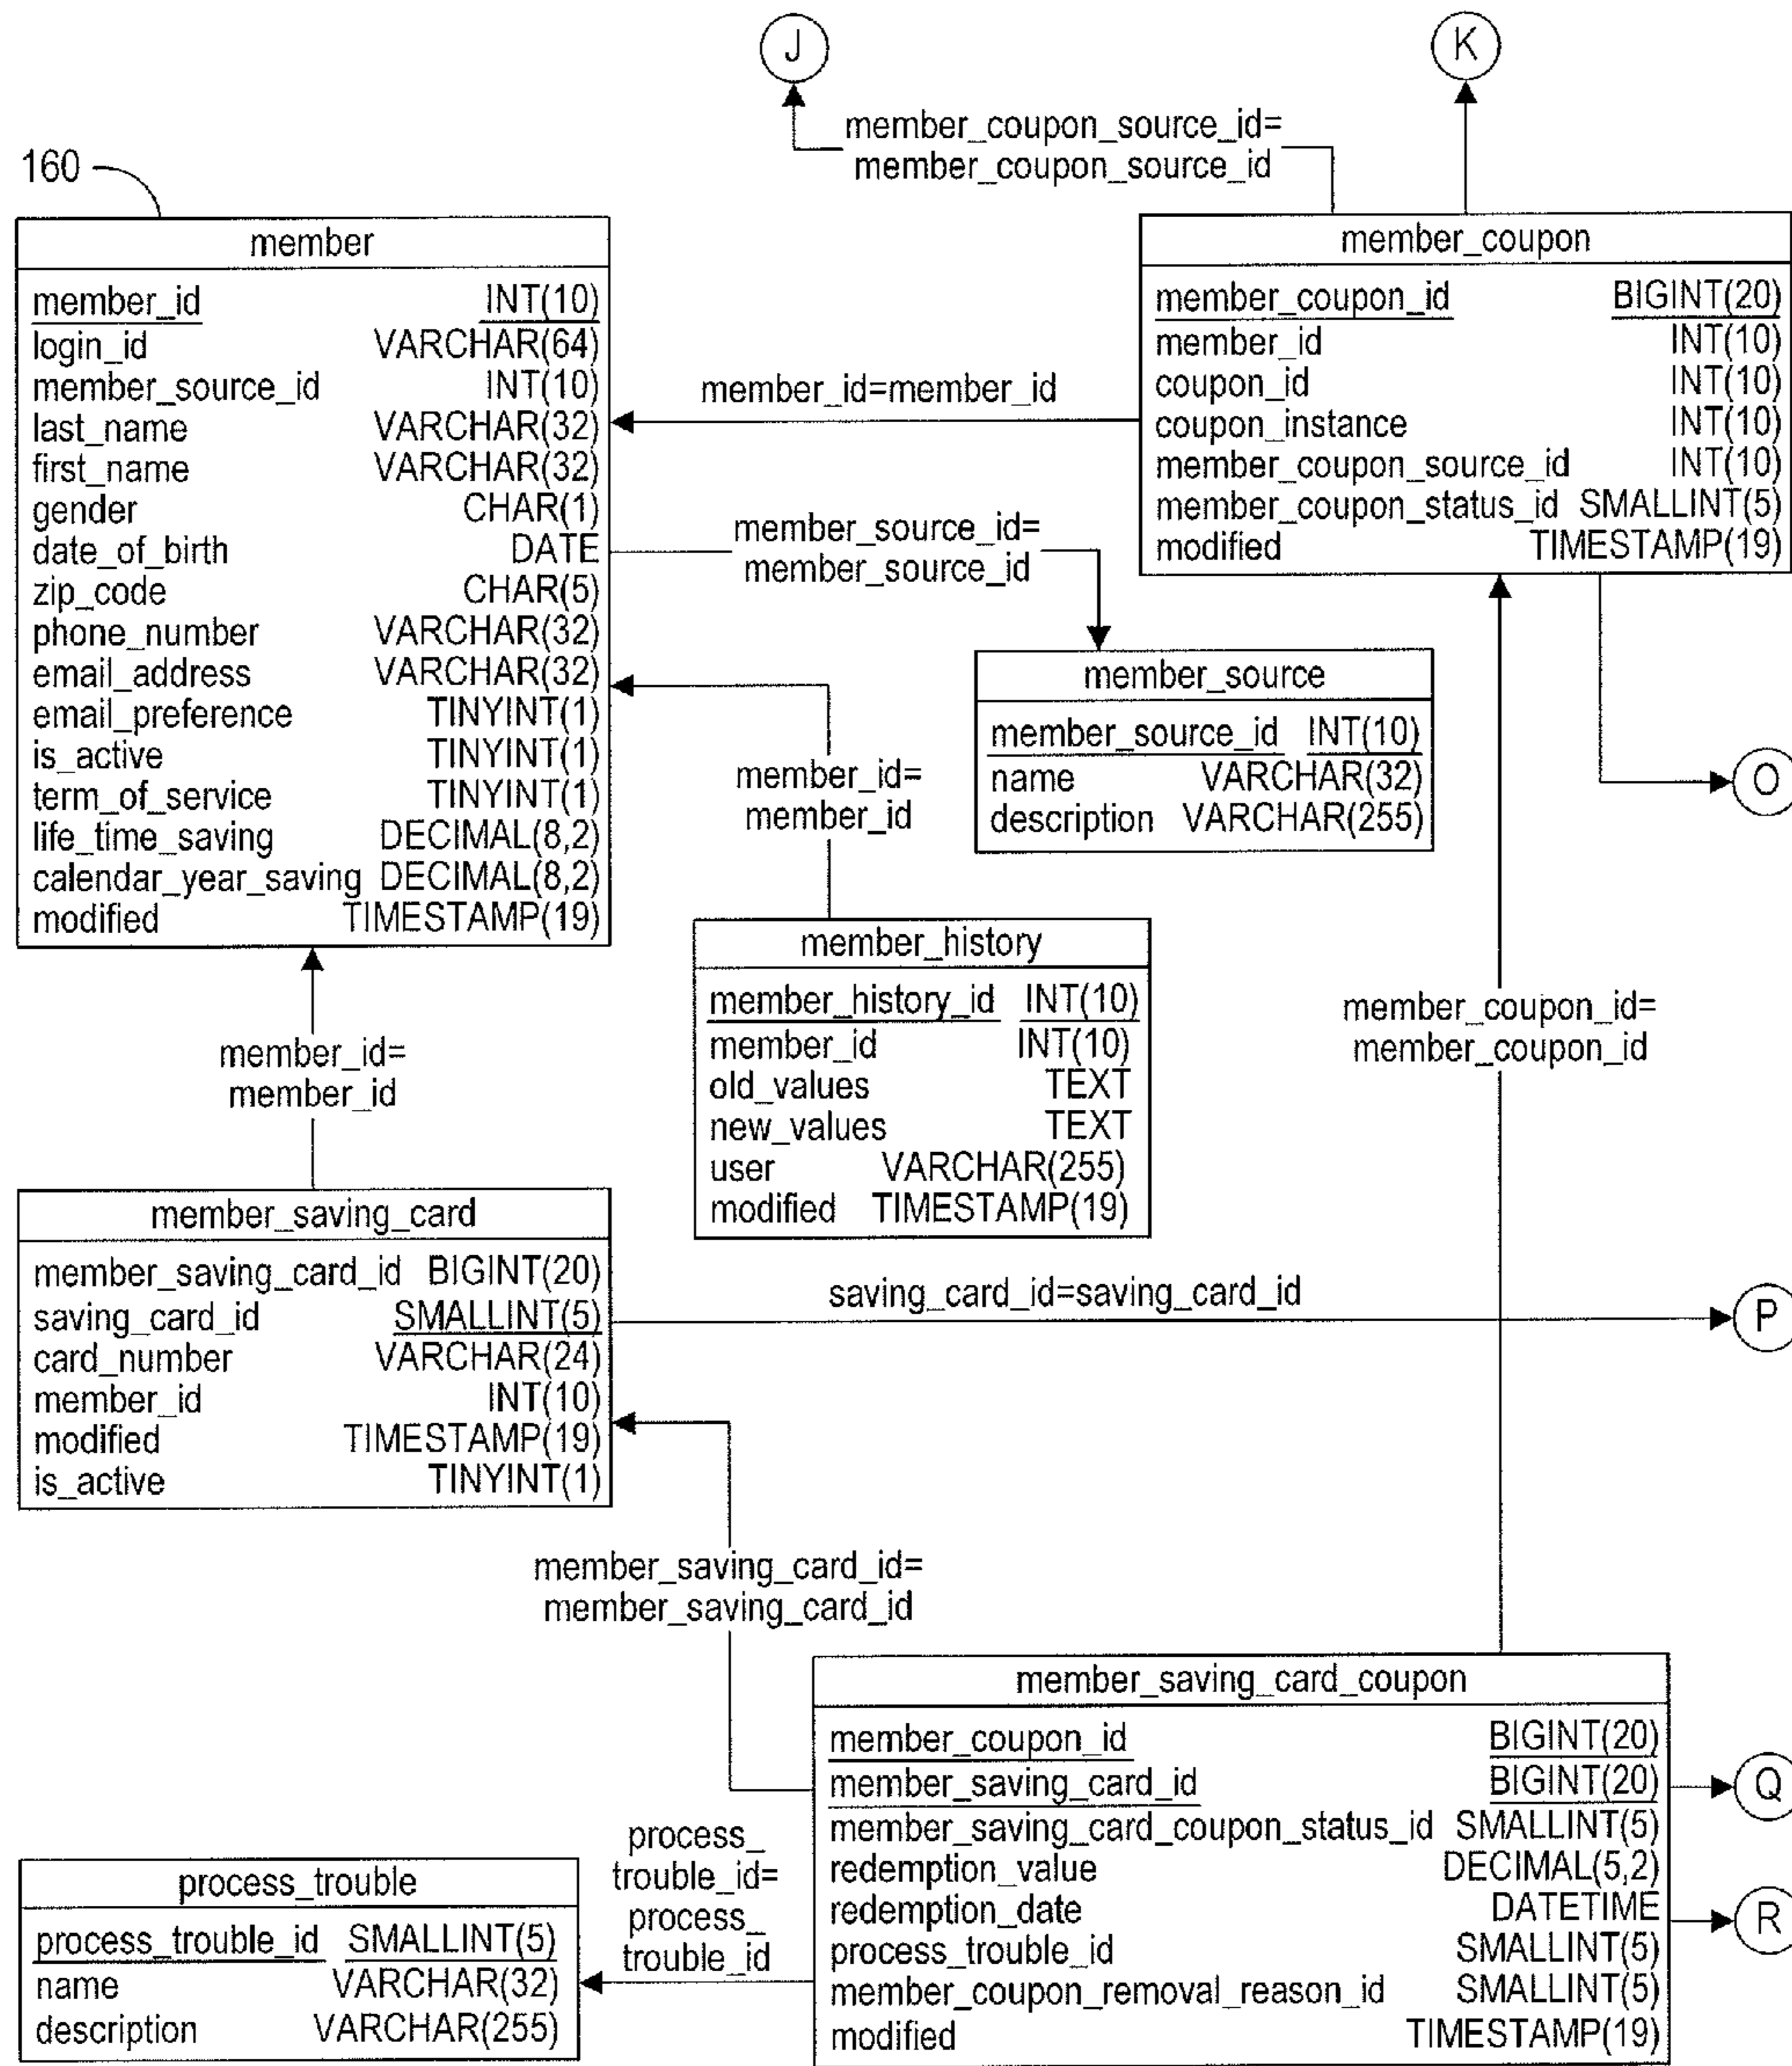 J
K
member_coupon_source_id=
member_coupon_source_id
160
member
member_id INT(10)
login_id VARCHAR(64)
member_source_id INT(10)
last_name VARCHAR(32)
first_name VARCHAR(32)
gender CHAR(1)
date_of_birth DATE
zip_code CHAR(5)
phone_number VARCHAR(32)
email_address VARCHAR(32)
email_preference TINYINT(1)
is_active TINYINT(1)
term_of_service TINYINT(1)
life_time_saving DECIMAL(8,2)
calendar_year_saving DECIMAL(8,2)
modified TIMESTAMP(19)
member_id=member_id
member_coupon
member_coupon_id BIGINT(20)
member_id INT(10)
coupon_id INT(10)
coupon_instance INT(10)
member_coupon_source_id INT(10)
member_coupon_status_id SMALLINT(5)
modified TIMESTAMP(19)
member_source_id=
member_source_id
member_source
member_source_id INT(10)
name VARCHAR(32)
description VARCHAR(255)
O
member_id=
member_id
member_history
member_history_id INT(10)
member_id INT(10)
old_values TEXT
new_values TEXT
user VARCHAR(255)
modified TIMESTAMP(19)
member_coupon_id=
member_coupon_id
member_id=
member_id
member_saving_card
member_saving_card_id BIGINT(20)
saving_card_id SMALLINT(5)
card_number VARCHAR(24)
member_id INT(10)
modified TIMESTAMP(19)
is_active TINYINT(1)
saving_card_id=saving_card_id
P
member_saving_card_id=
member_saving_card_id
member_saving_card_coupon
member_coupon_id BIGINT(20)
member_saving_card_id BIGINT(20)
member_saving_card_coupon_status_id SMALLINT(5)
redemption_value DECIMAL(5,2)
redemption_date DATETIME
process_trouble_id SMALLINT(5)
member_coupon_removal_reason_id SMALLINT(5)
modified TIMESTAMP(19)
Q
R
process_
trouble_id=
process_
trouble_id
process_trouble
process_trouble_id SMALLINT(5)
name VARCHAR(32)
description VARCHAR(255)